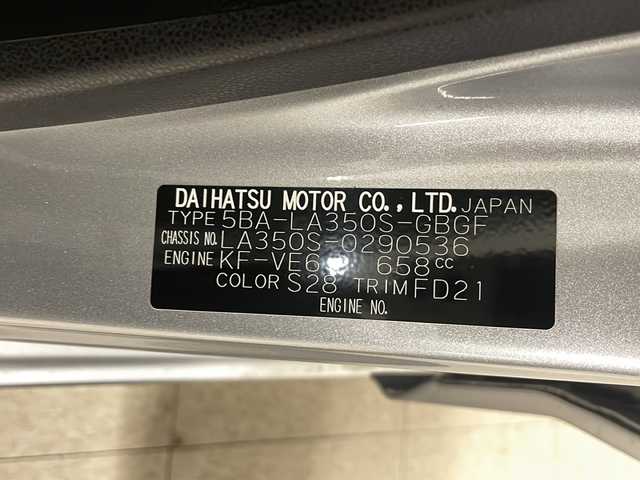 DAIHATSU MOTOR CO.,LTD. JAPAN
TYPE 5BA-LA350S-GBGF
CHASSIS NO. LA350S-0290536
ENGINE KF-VE6 658cc
COLOR S28 TRIM FD21
ENGINE NO.